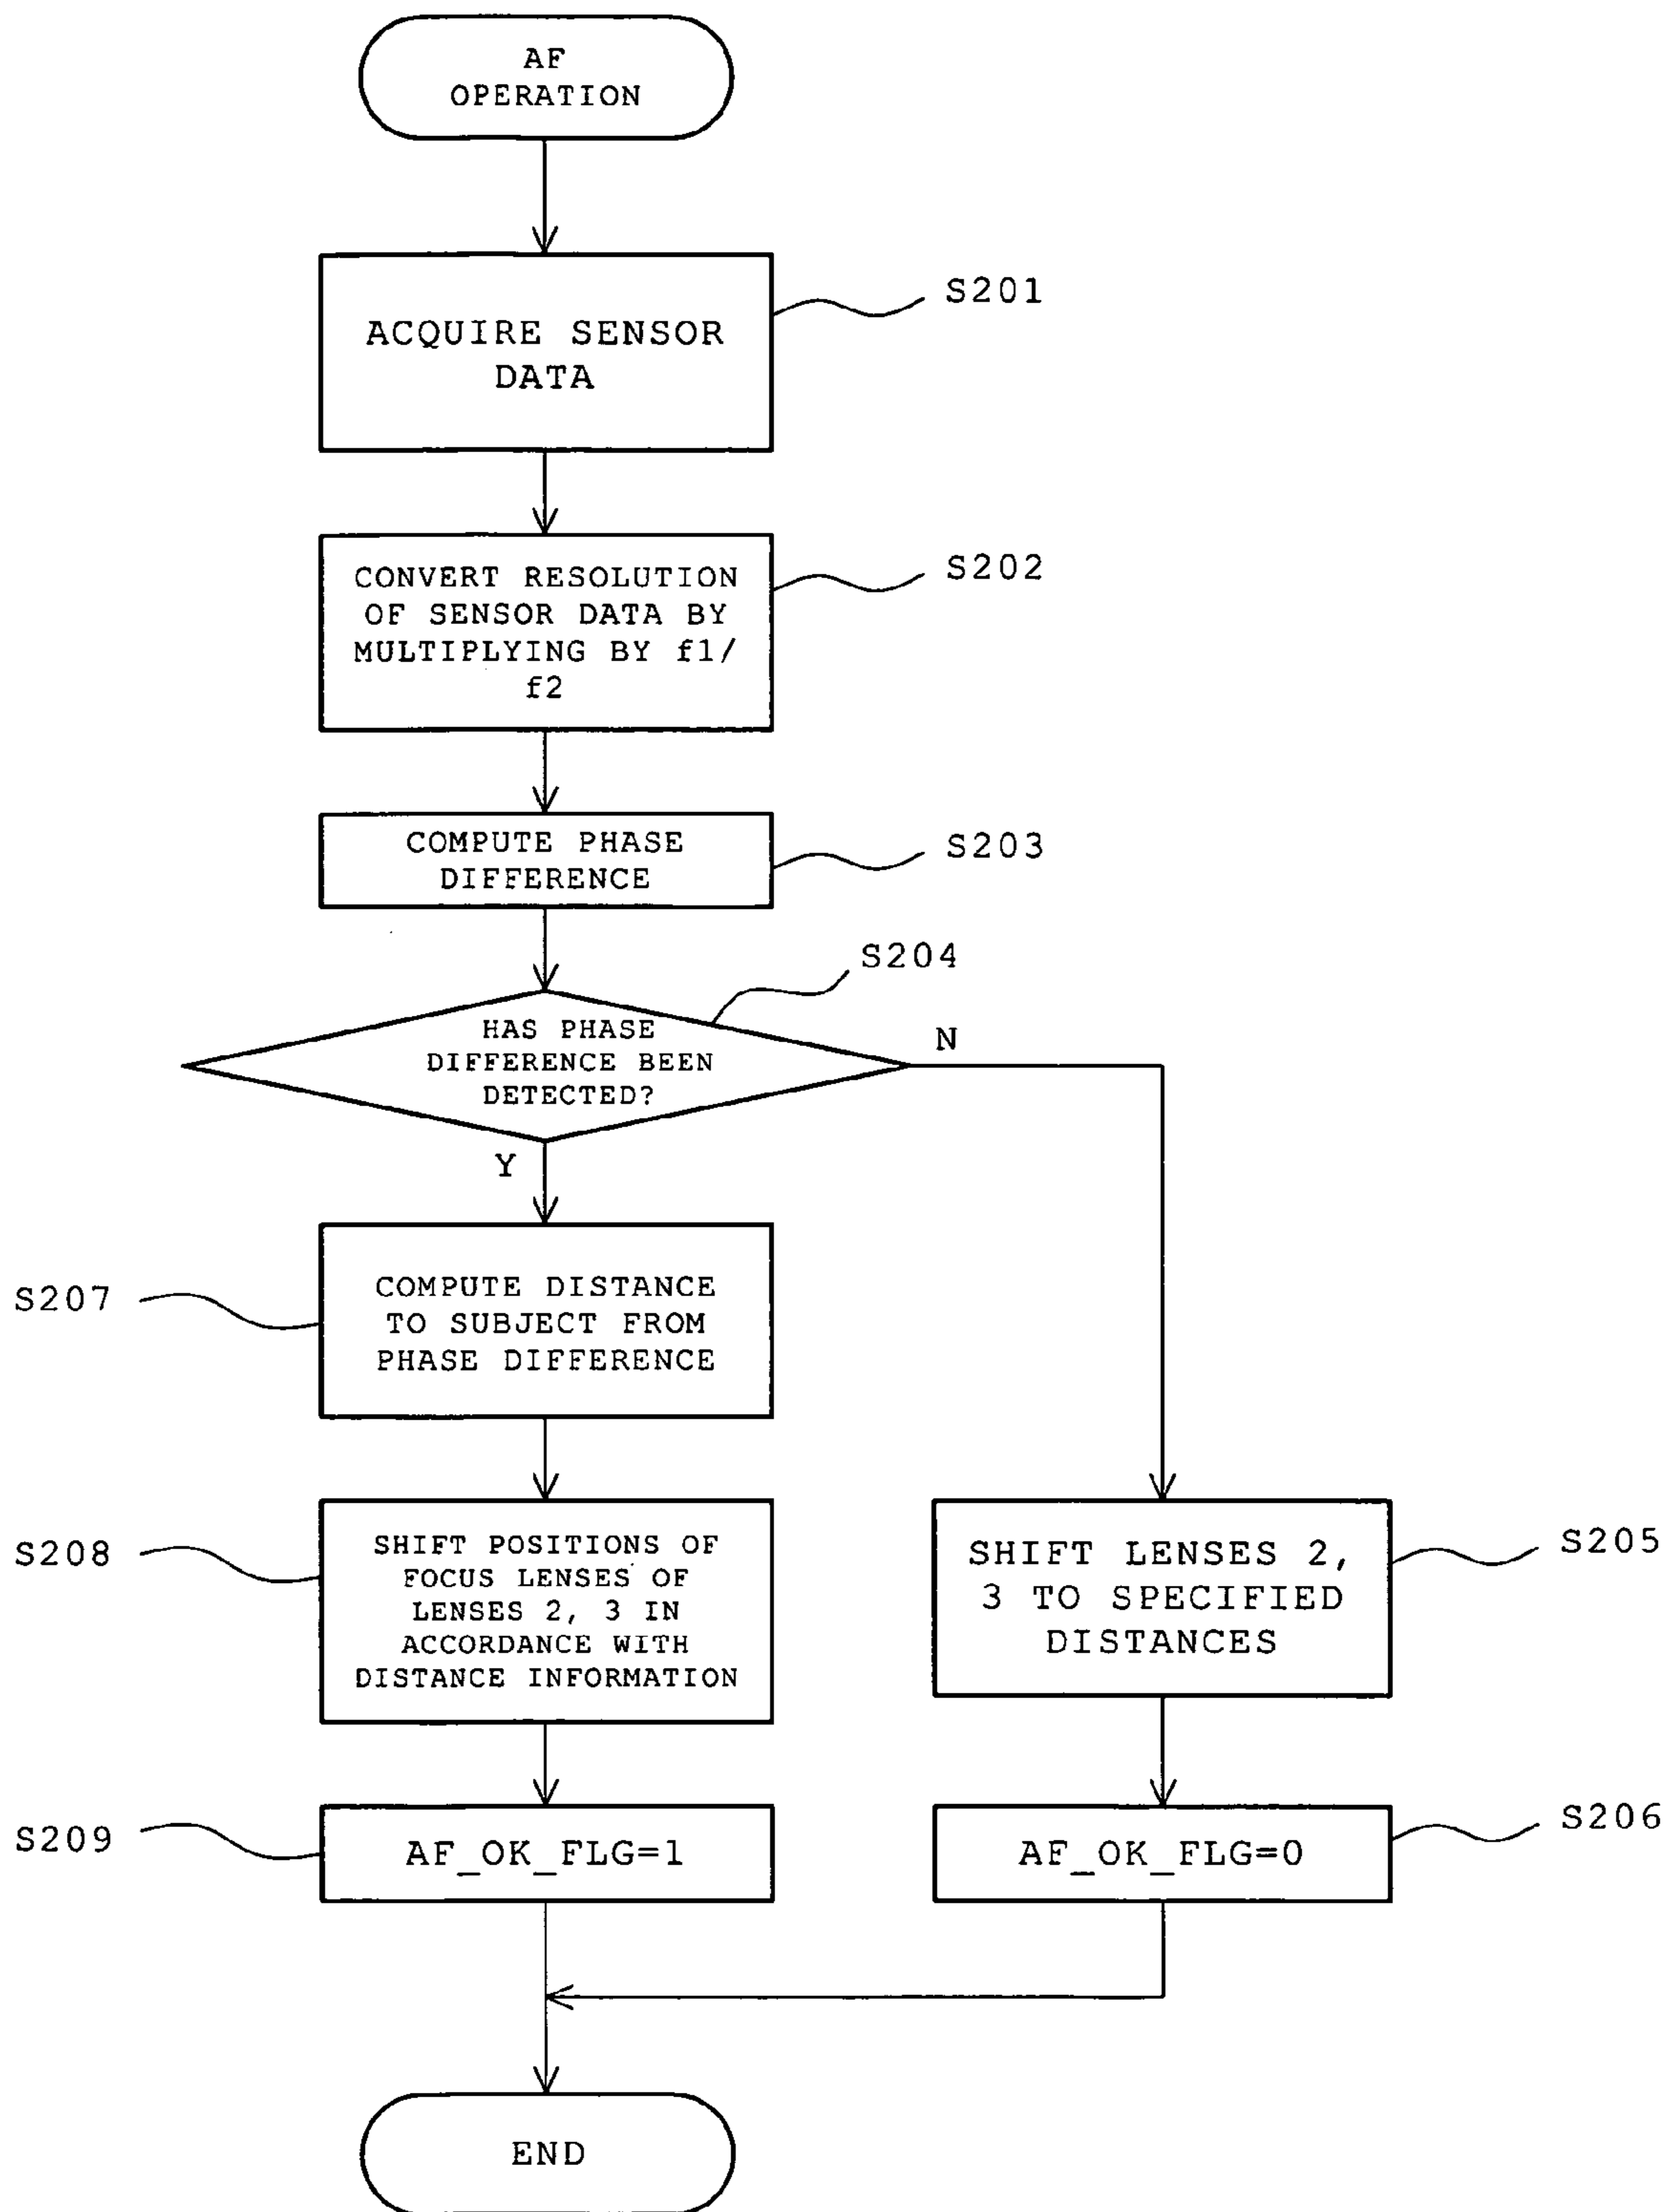 AF
OPERATION
ACQUIRE SENSOR
DATA
S201
CONVERT RESOLUTION
OF SENSOR DATA BY
MULTIPLYING BY f1/
f2
S202
COMPUTE PHASE
DIFFERENCE
S203
S204
HAS PHASE
DIFFERENCE BEEN
DETECTED?
N
Y
S207
COMPUTE DISTANCE
TO SUBJECT FROM
PHASE DIFFERENCE
S208
SHIFT POSITIONS OF
FOCUS LENSES OF
LENSES 2, 3 IN
ACCORDANCE WITH
DISTANCE INFORMATION
SHIFT LENSES 2,
3 TO SPECIFIED
DISTANCES
S205
S209
AF_OK_FLG=1
AF_OK_FLG=0
S206
END